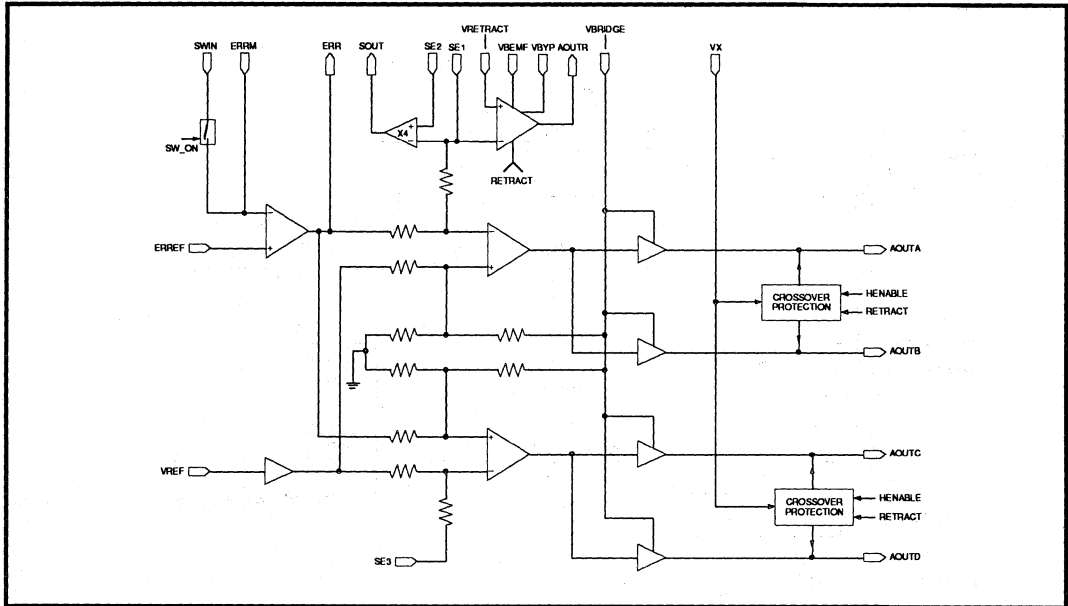 VRETRACT VBRIDGE
SWIN ERRM ERR SOUT SE2 SE1 VBEMF VBYP AOUTR VX
+
+
X4
-
-
SW_ON
RETRACT
-
-
ERREF
+
+
AOUTA
CROSSOVER
PROTECTION
HENABLE
RETRACT
AOUTB
+
-
VREF
AOUTC
CROSSOVER
PROTECTION
HENABLE
RETRACT
SE3
AOUTD